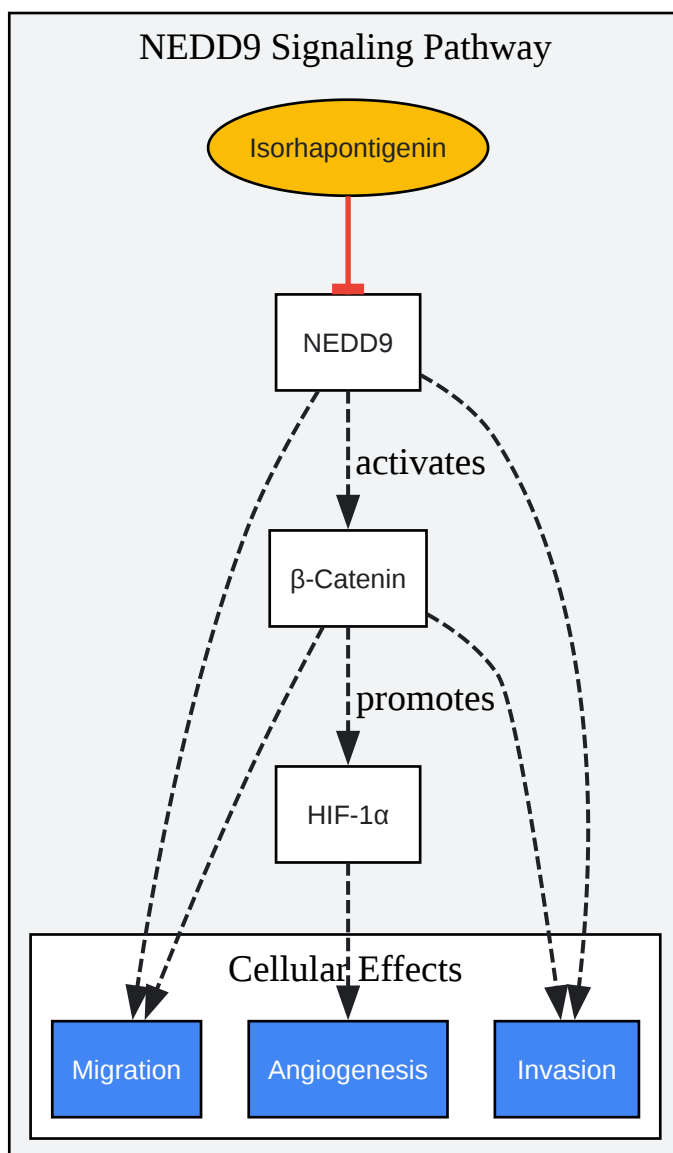 NEDD9 Signaling Pathway
Isorhapontigenin
NEDD9
activates
β-Catenin
promotes
HIF-1α
Cellular Effects
Migration
Angiogenesis
Invasion